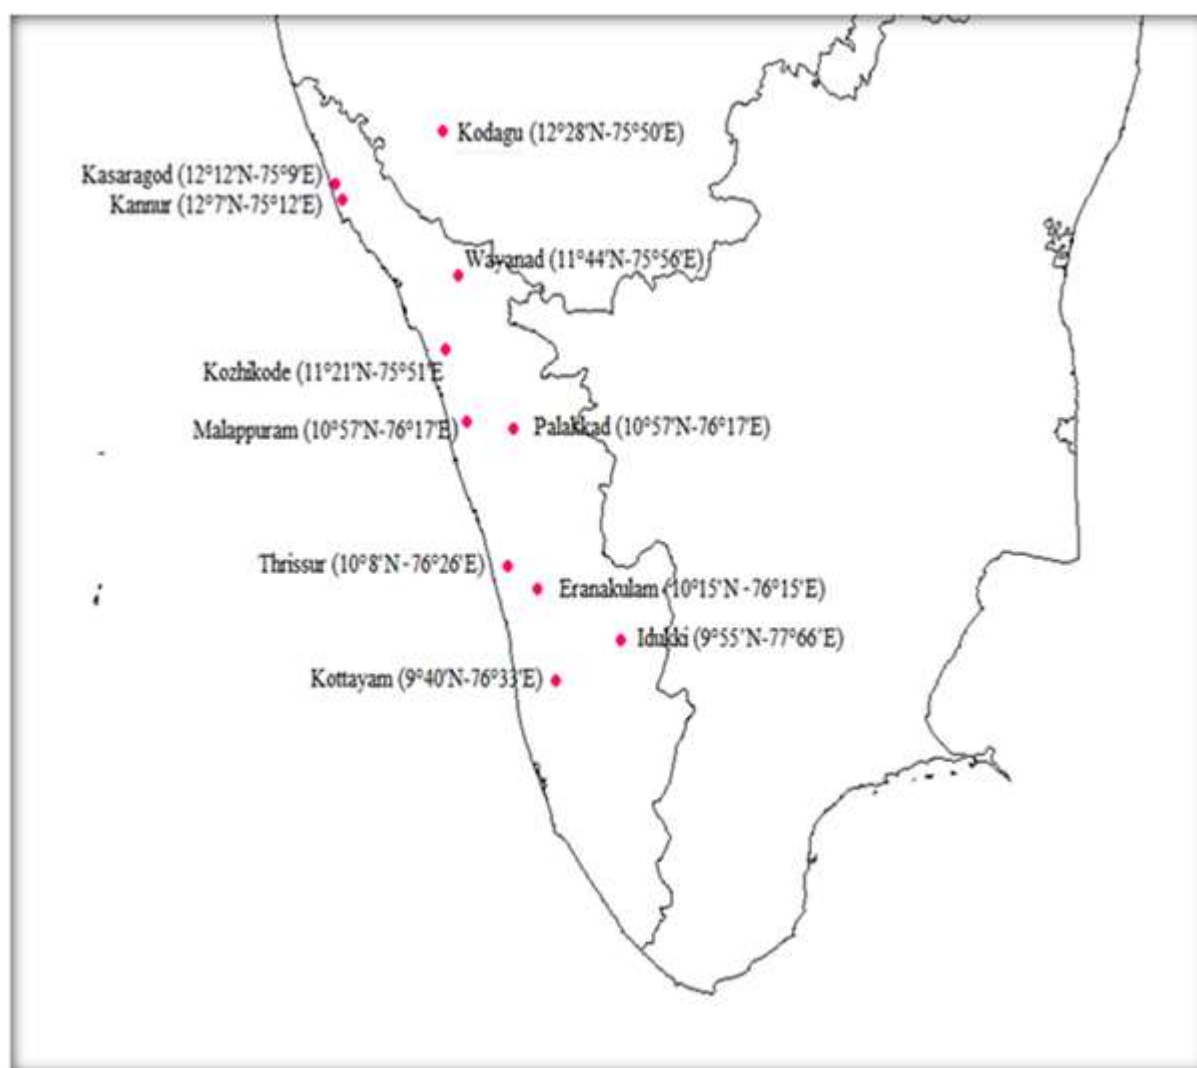 Kodagu (12°28'N-75°50'E)
Kasaragod (12°12'N-75°9'E)
Kannur (12°7'N-75°12'E)
Wayanad (11°44'N-75°56'E)
Kozhikode (11°21'N-75°51'E
Malappuram (10°57'N-76°17'E)
Palakkad (10°57'N-76°17'E)
Thrissur (10°8'N -76°26'E)
Eranakulam (10°15'N -76°15'E)
Idukki (9°55'N-77°66'E)
Kottayam (9°40'N-76°33'E)